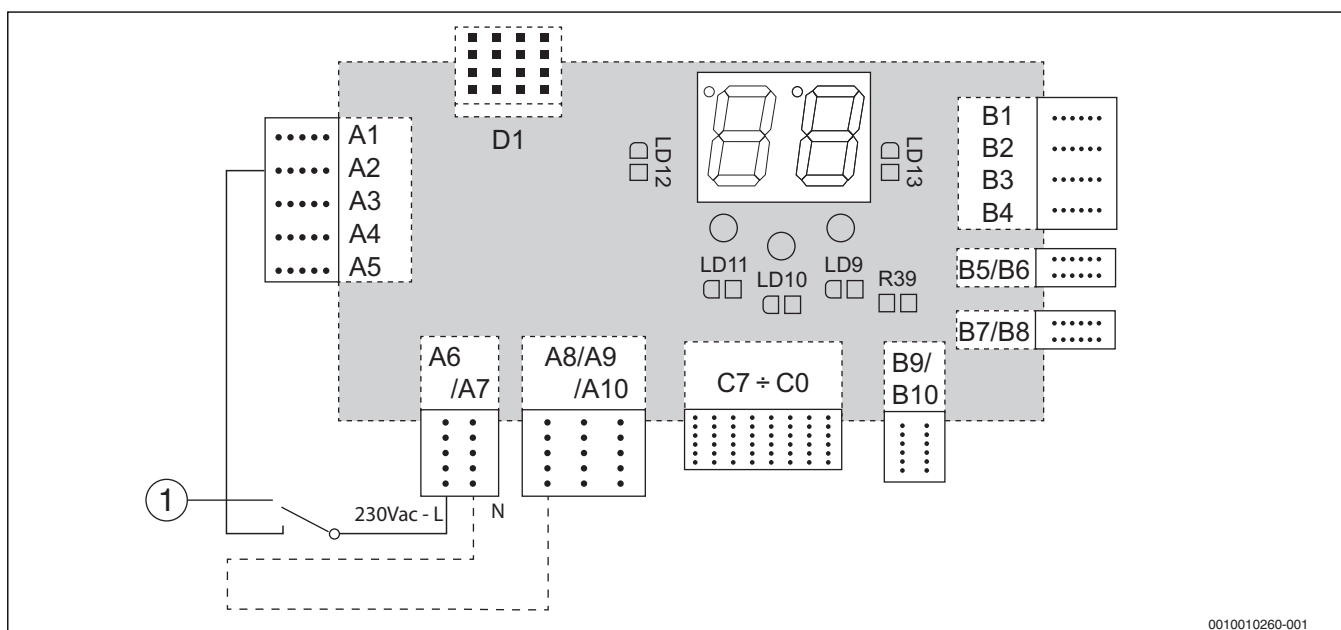 D1
A1
A2
A3
A4
A5
LD12
LD13
LD11
LD10
LD9
R39
B1
B2
B3
B4
B5/B6
B7/B8
A6
/A7
A8/A9
/A10
C7 ÷ C0
B9/
B10
1
230Vac - L
N
0010010260-001